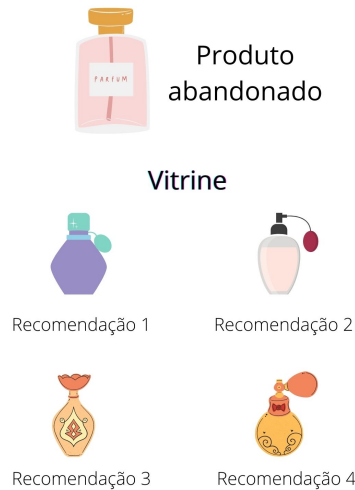 PARFUM
Produto
abandonado
Vitrine
Recomendação 1
Recomendação 2
Recomendação 3
Recomendação 4